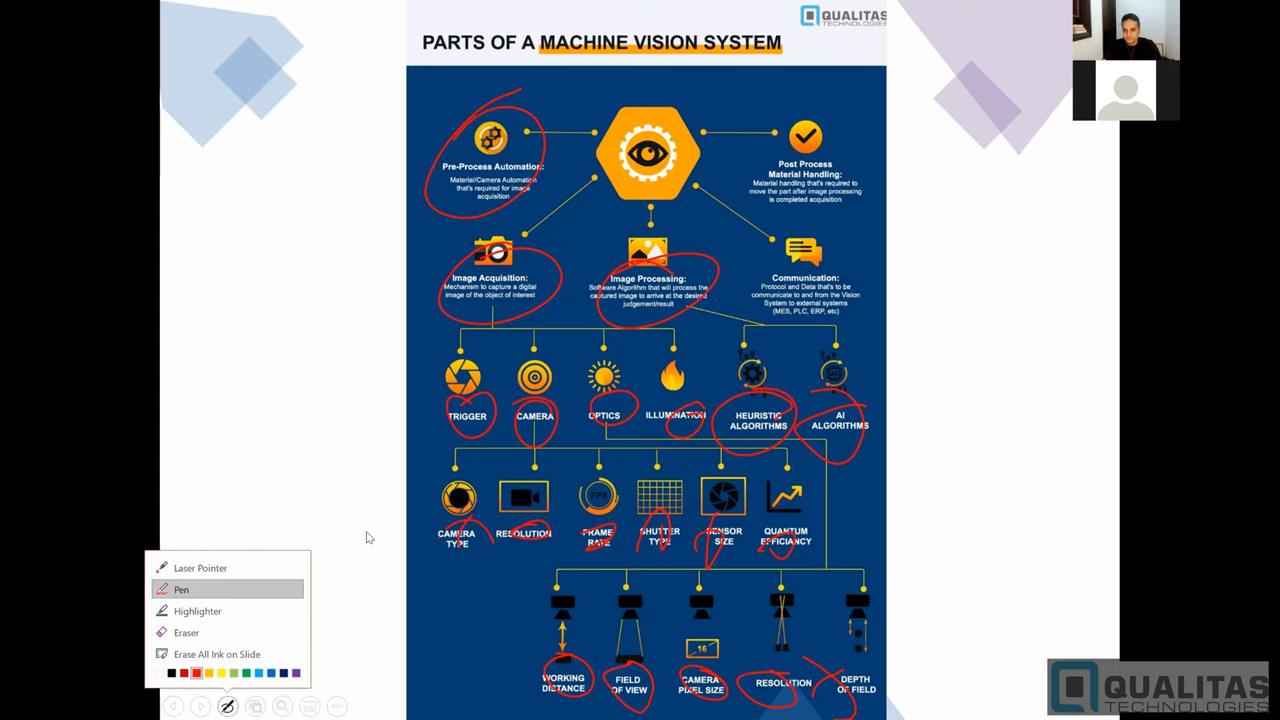 QUALITAS
TECHNOLOGIES
PARTS OF A MACHINE VISION SYSTEM
Pre-Process Automation:
Material/Camera Automation
that's required for image
acquisition
Post Process
Material Handling:
Material handling that's required to
move the part after image processing
is completed acquisition
Image Acquisition:
Mechanism to capture a digital
image of the object of interest
Image Processing:
Software Algorithm that will process the
captured image to arrive at the desired
judgement/result
Communication:
Protocol and Data that's to be
communicate to and from the Vision
System to external systems
(MES, PLC, ERP, etc)
TRIGGER
CAMERA
OPTICS
ILLUMINATION
HEURISTIC
ALGORITHMS
AI
AI
ALGORITHMS
FPS
CAMERA
TYPE
RESOLUTION
FRAME
RATE
SHUTTER
TYPE
SENSOR
SIZE
QUANTUM
EFFICIANCY
16
WORKING
DISTANCE
FIELD
OF VIEW
CAMERA
PIXEL SIZE
RESOLUTION
DEPTH
OF FIELD
Laser Pointer
Pen
Highlighter
Eraser
Erase All Ink on Slide
QUALITAS
TECHNOLOGIES